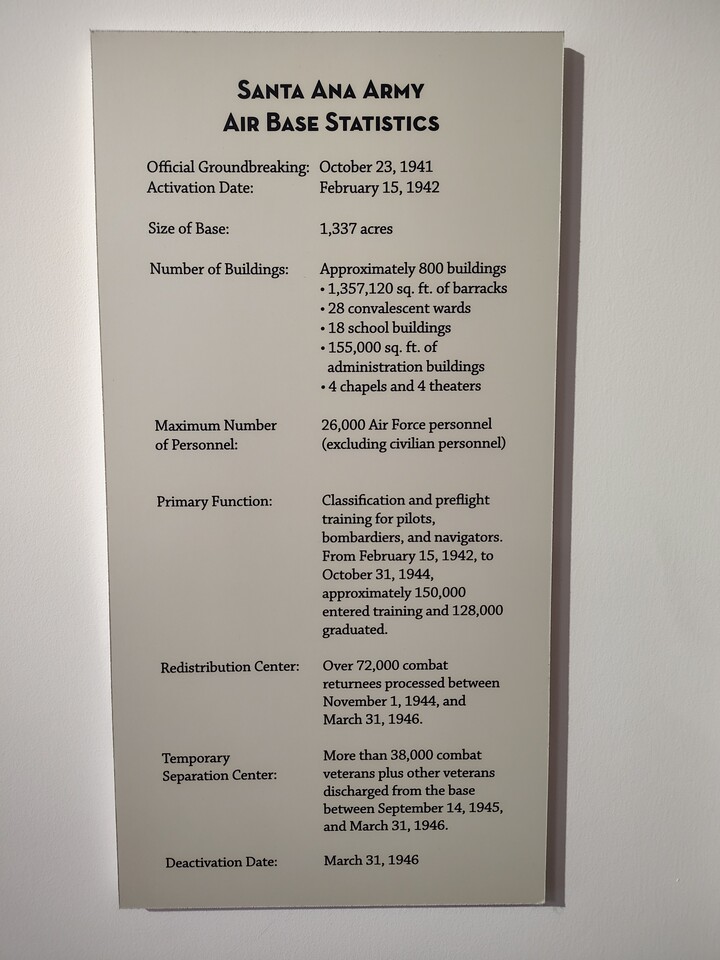 Santa Ana Army
Air Base Statistics
Official Groundbreaking: October 23, 1941
Activation Date: February 15, 1942
Size of Base: 1,337 acres
Number of Buildings: Approximately 800 buildings
• 1,357,120 sq. ft. of barracks
• 28 convalescent wards
• 18 school buildings
• 155,000 sq. ft. of
administration buildings
• 4 chapels and 4 theaters
Maximum Number 26,000 Air Force personnel
of Personnel: (excluding civilian personnel)
Primary Function: Classification and preflight
training for pilots,
bombardiers, and navigators.
From February 15, 1942, to
October 31, 1944,
approximately 150,000
entered training and 128,000
graduated.
Redistribution Center: Over 72,000 combat
returnees processed between
November 1, 1944, and
March 31, 1946.
Temporary More than 38,000 combat
Separation Center: veterans plus other veterans
discharged from the base
between September 14, 1945,
and March 31, 1946.
Deactivation Date: March 31, 1946